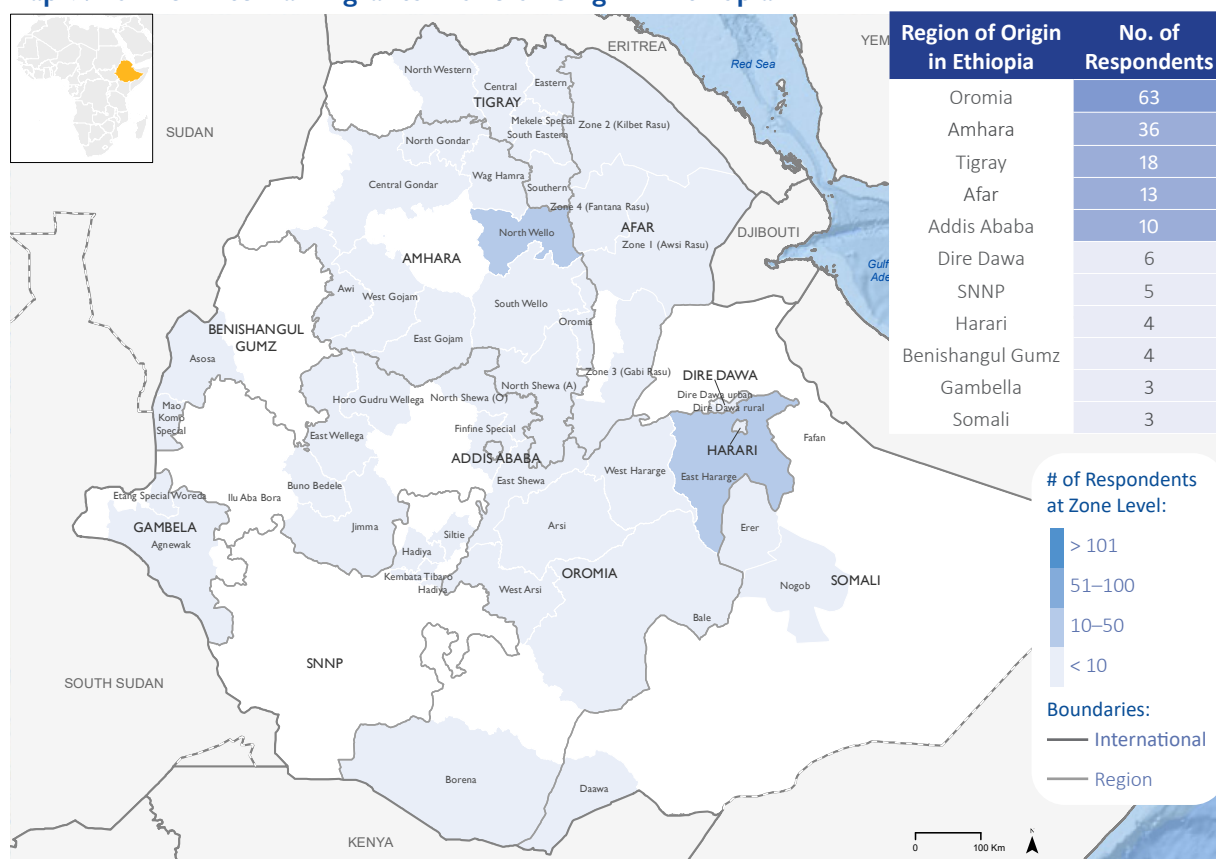 ERITREA
YEM
Red Sea
SUDAN
North Western
Central
Eastern
TIGRAY
Mekele Special
South Eastern
Zone 2 (Kilbet Rasu)
North Gondar
Wag Hamra
Central Gondar
Southern
Zone 4 (Fantana Rasu)
North Wello
AFAR
Zone 1 (Awsi Rasu)
DJIBOUTI
Gulf
Ade
AMHARA
Awi
West Gojam
South Wello
Oromia
BENISHANGUL
GUMZ
East Gojam
Asosa
Zone 3 (Gabi Rasu)
DIRE DAWA
North Shewa (A)
Dire Dawa urban
Dire Dawa rural
Horo Gudru Wellega
North Shewa (O)
Mao
Komo
Special
East Wellega
Finfine Special
Fafan
HARARI
ADDIS ABABA
West Hararge
East Hararge
East Shewa
Buno Bedele
Etang Special Woreda
Ilu Aba Bora
GAMBELA
Agnewak
Jimma
Siltie
Arsi
Erer
Hadiya
Kembata Tibaro
Hadiya
OROMIA
West Arsi
Nogob
SOMALI
Bale
SNNP
SOUTH SUDAN
Borena
Daawa
KENYA
Region of Origin
in Ethiopia
No. of
Respondents
Oromia 63
Amhara 36
Tigray 18
Afar 13
Addis Ababa 10
Dire Dawa 6
SNNP 5
Harari 4
Benishangul Gumz 4
Gambella 3
Somali 3
# of Respondents
at Zone Level:
> 101
51–100
10–50
< 10
Boundaries:
International
Region
0 100 Km
N